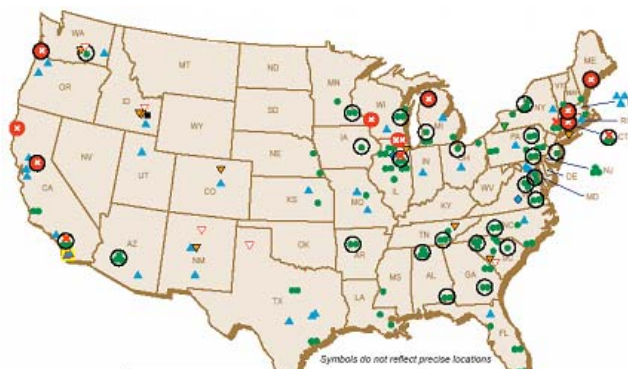 WA
MT
ND
MN
ME
VT
NH
OR
ID
WY
SD
WI
MI
NY
RI
CT
IA
PA
NJ
NE
NV
UT
CO
IL
IN
OH
DE
CA
KS
MO
WV
MD
KY
AZ
NM
OK
AR
TN
NC
SC
MS
AL
GA
TX
LA
FL
Symbols do not reflect precise locations